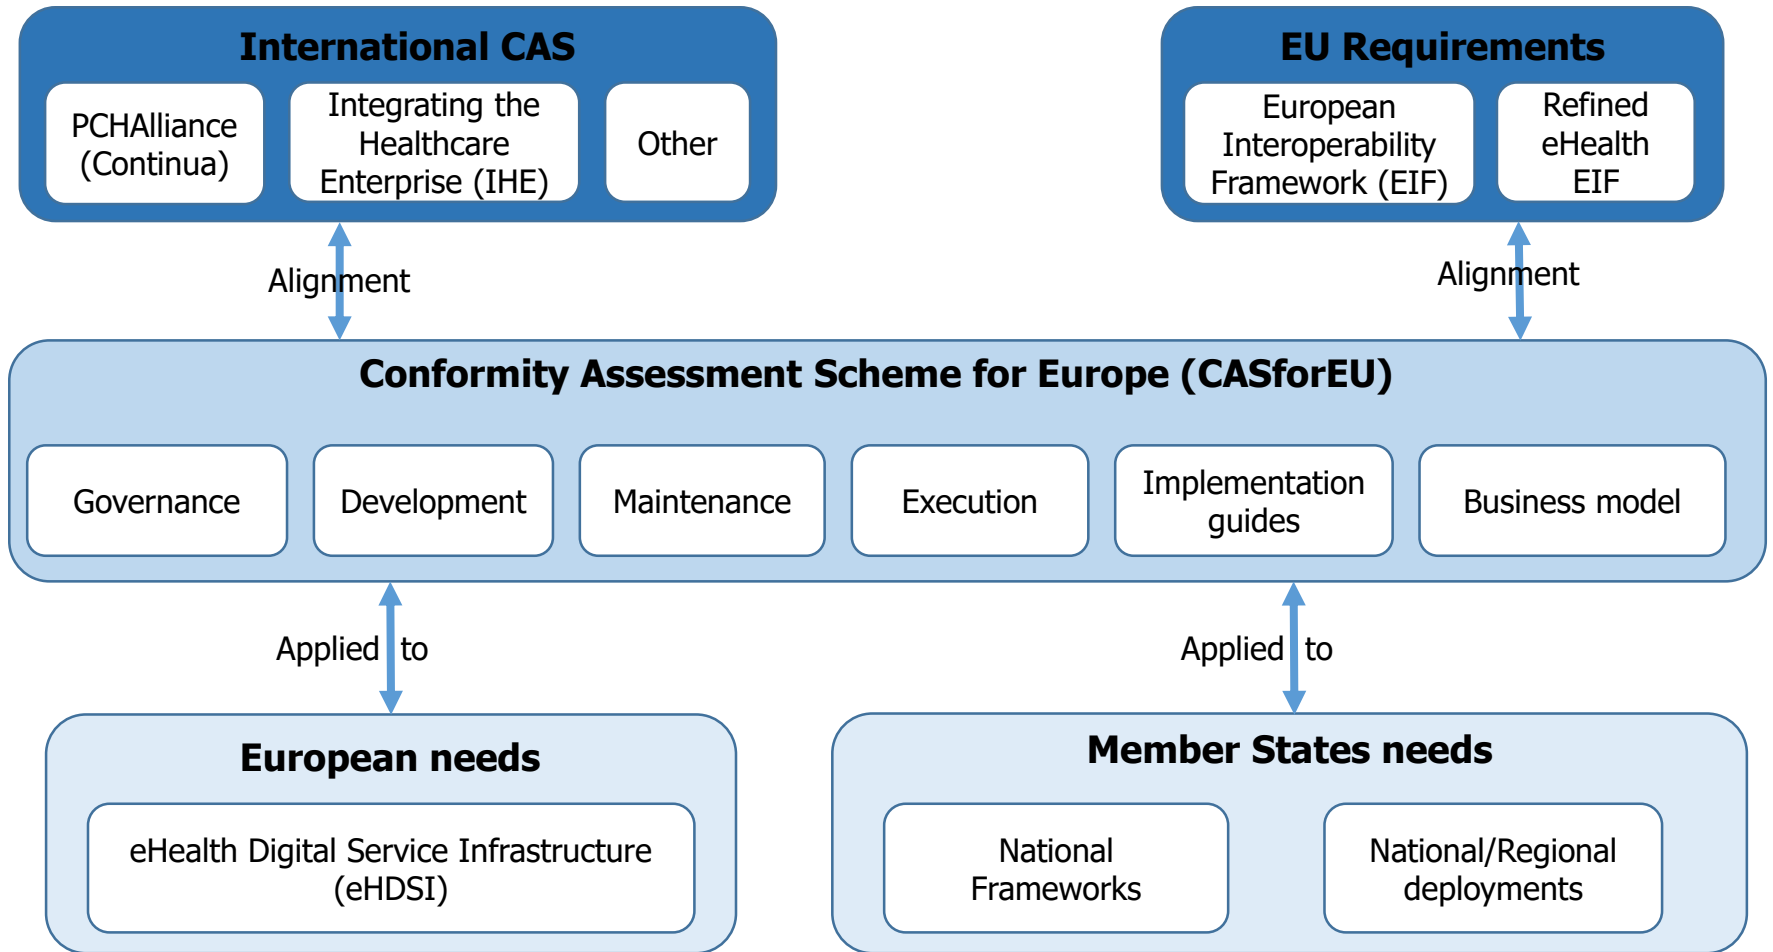 International CAS
PCHAlliance
(Continua)
Integrating the
Healthcare
Enterprise (IHE)
Other
EU Requirements
European
Interoperability
Framework (EIF)
Refined
eHealth
EIF
Alignment
Alignment
Conformity Assessment Scheme for Europe (CASforEU)
Governance
Development
Maintenance
Execution
Implementation
guides
Business model
Applied to
Applied to
European needs
eHealth Digital Service Infrastructure
(eHDSI)
Member States needs
National
Frameworks
National/Regional
deployments